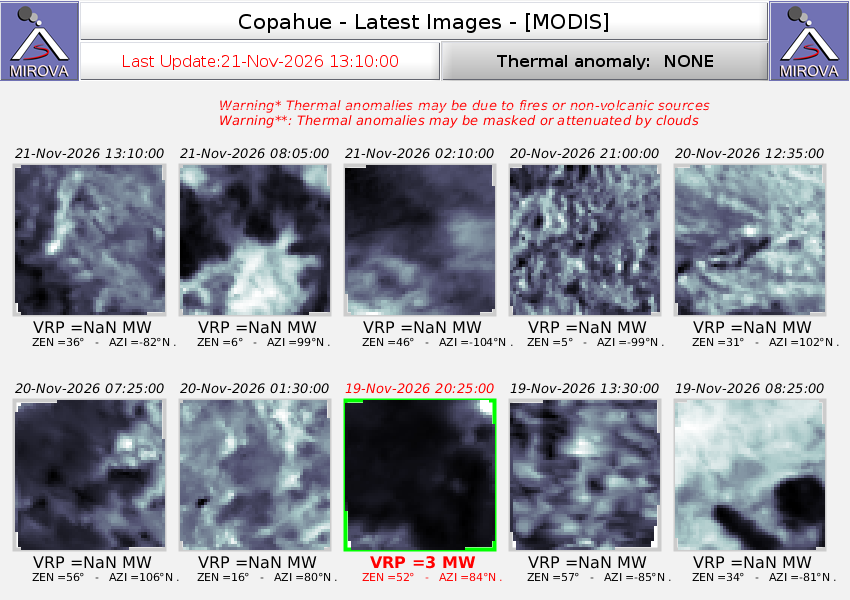 Copahue - Latest Images - [MODIS]
MIROVA
Last Update:21-Nov-2026 13:10:00
Thermal anomaly: NONE
MIROVA
Warning* Thermal anomalies may be due to fires or non-volcanic sources
Warning**: Thermal anomalies may be masked or attenuated by clouds
21-Nov-2026 13:10:00
21-Nov-2026 08:05:00
21-Nov-2026 02:10:00
20-Nov-2026 21:00:00
20-Nov-2026 12:35:00
VRP =NaN MW
VRP =NaN MW
VRP =NaN MW
VRP =NaN MW
VRP =NaN MW
ZEN =36° - AZI =-82°N .
ZEN =6° - AZI =99°N .
ZEN =46° - AZI =-104°N .
ZEN =5° - AZI =-99°N .
ZEN =31° - AZI =102°N .
20-Nov-2026 07:25:00
20-Nov-2026 01:30:00
19-Nov-2026 20:25:00
19-Nov-2026 13:30:00
19-Nov-2026 08:25:00
VRP =NaN MW
VRP =NaN MW
VRP =3 MW
VRP =NaN MW
VRP =NaN MW
ZEN =56° - AZI =106°N .
ZEN =16° - AZI =80°N .
ZEN =52° - AZI =84°N .
ZEN =57° - AZI =-85°N .
ZEN =34° - AZI =-81°N .